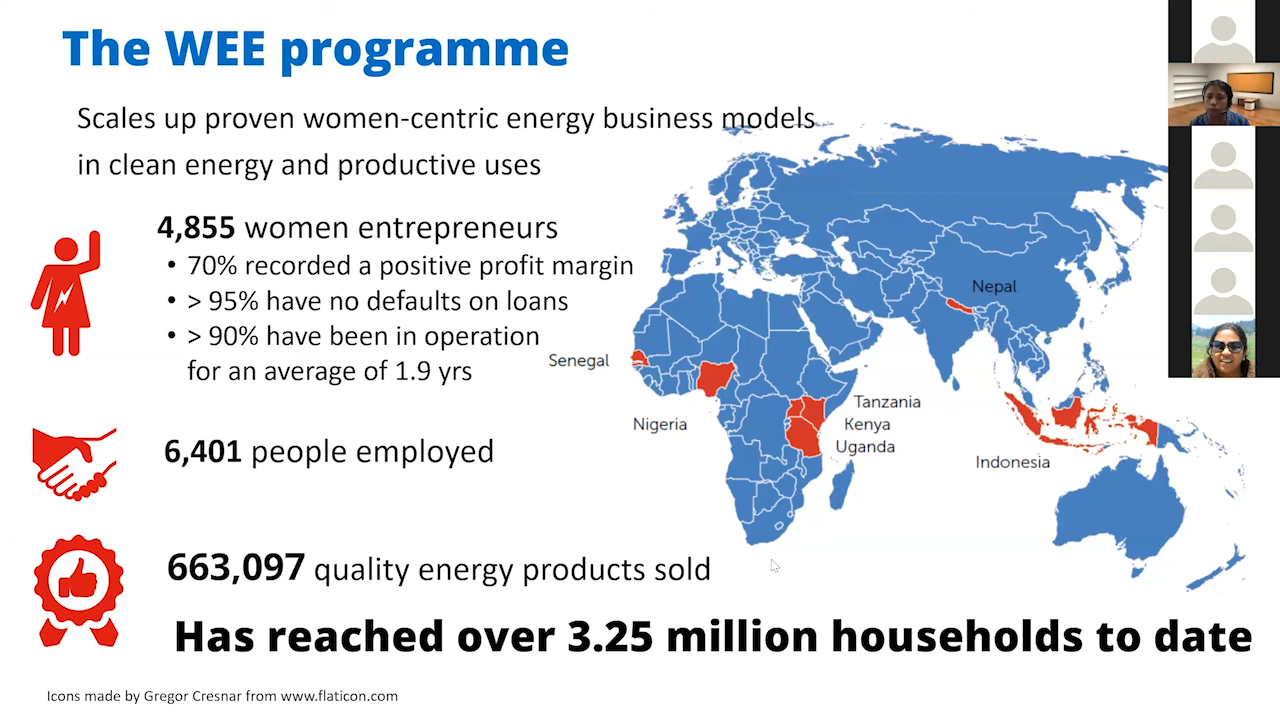 The WEE programme
Scales up proven women-centric energy business models
in clean energy and productive uses
4,855 women entrepreneurs
• 70% recorded a positive profit margin
• > 95% have no defaults on loans
• > 90% have been in operation
for an average of 1.9 yrs
6,401 people employed
663,097 quality energy products sold
Has reached over 3.25 million households to date
Nepal
Senegal
Nigeria
Tanzania
Kenya
Uganda
Indonesia
Icons made by Gregor Cresnar from www.flaticon.com